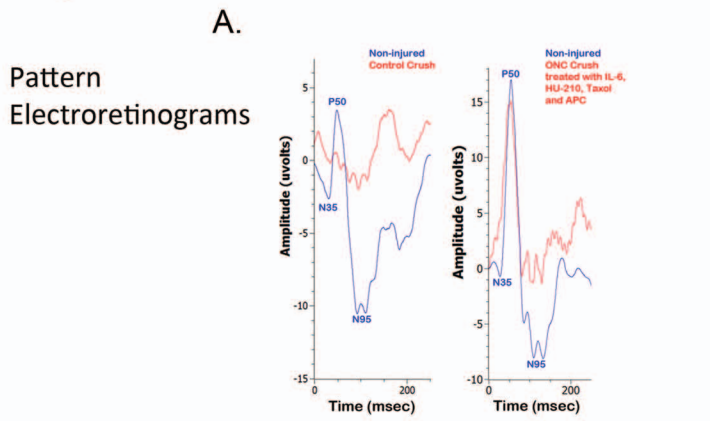 A.
Pattern
Electroretinograms
Non-injured
Control Crush
P50
N35
N95
5
0
-5
-10
-15
0
200
Amplitude (uvolts)
Time (msec)
Non-injured
ONC Crush
treated with IL-6,
HU-210, Taxol
and APC
P50
N35
N95
15
10
5
0
-5
-10
0
200
Amplitude (uvolts)
Time (msec)